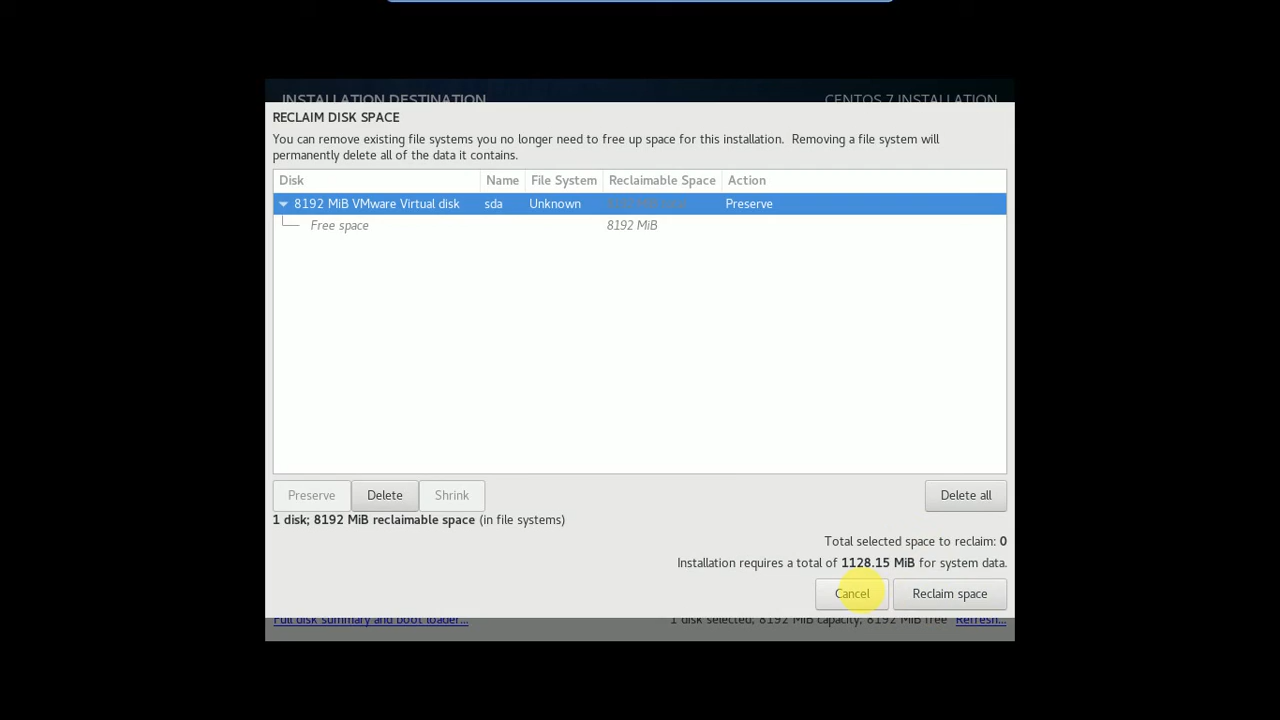 INSTALLATION DESTINATION CENTOS 7 INSTALLATION
RECLAIM DISK SPACE
You can remove existing file systems you no longer need to free up space for this installation. Removing a file system will
permanently delete all of the data it contains.
Disk Name File System Reclaimable Space Action
8192 MiB VMware Virtual disk sda Unknown Preserve
Free space 8192 MiB
Preserve Delete Shrink Delete all
1 disk; 8192 MiB reclaimable space (in file systems)
Total selected space to reclaim: 0
Installation requires a total of 1128.15 MiB for system data.
Cancel Reclaim space
Full disk summary and boot loader... 1 disk selected; 8192 MiB capacity; 8192 MiB free Refresh...